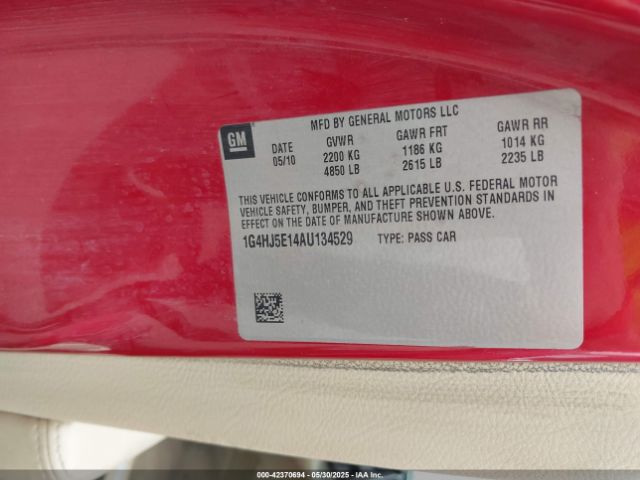 MFD BY GENERAL MOTORS LLC
GM
DATE GVWR GAWR FRT GAWR RR
05/10 2200 KG 1186 KG 1014 KG
4850 LB 2615 LB 2235 LB
THIS VEHICLE CONFORMS TO ALL APPLICABLE U.S. FEDERAL MOTOR
VEHICLE SAFETY, BUMPER, AND THEFT PREVENTION STANDARDS IN
EFFECT ON THE DATE OF MANUFACTURE SHOWN ABOVE.
1G4HJ5E14AU134529 TYPE: PASS CAR
000-42370694 | 05/30/2025 - IAA Holdings, LLC.